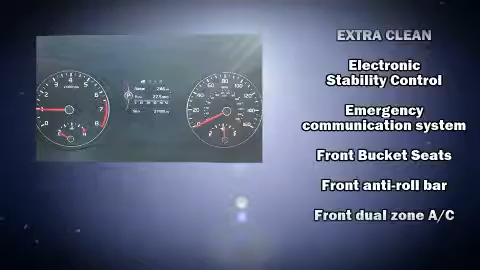 EXTRA CLEAN
Electronic
Stability Control
Emergency
communication system
Front Bucket Seats
Front anti-roll bar
Front dual zone A/C